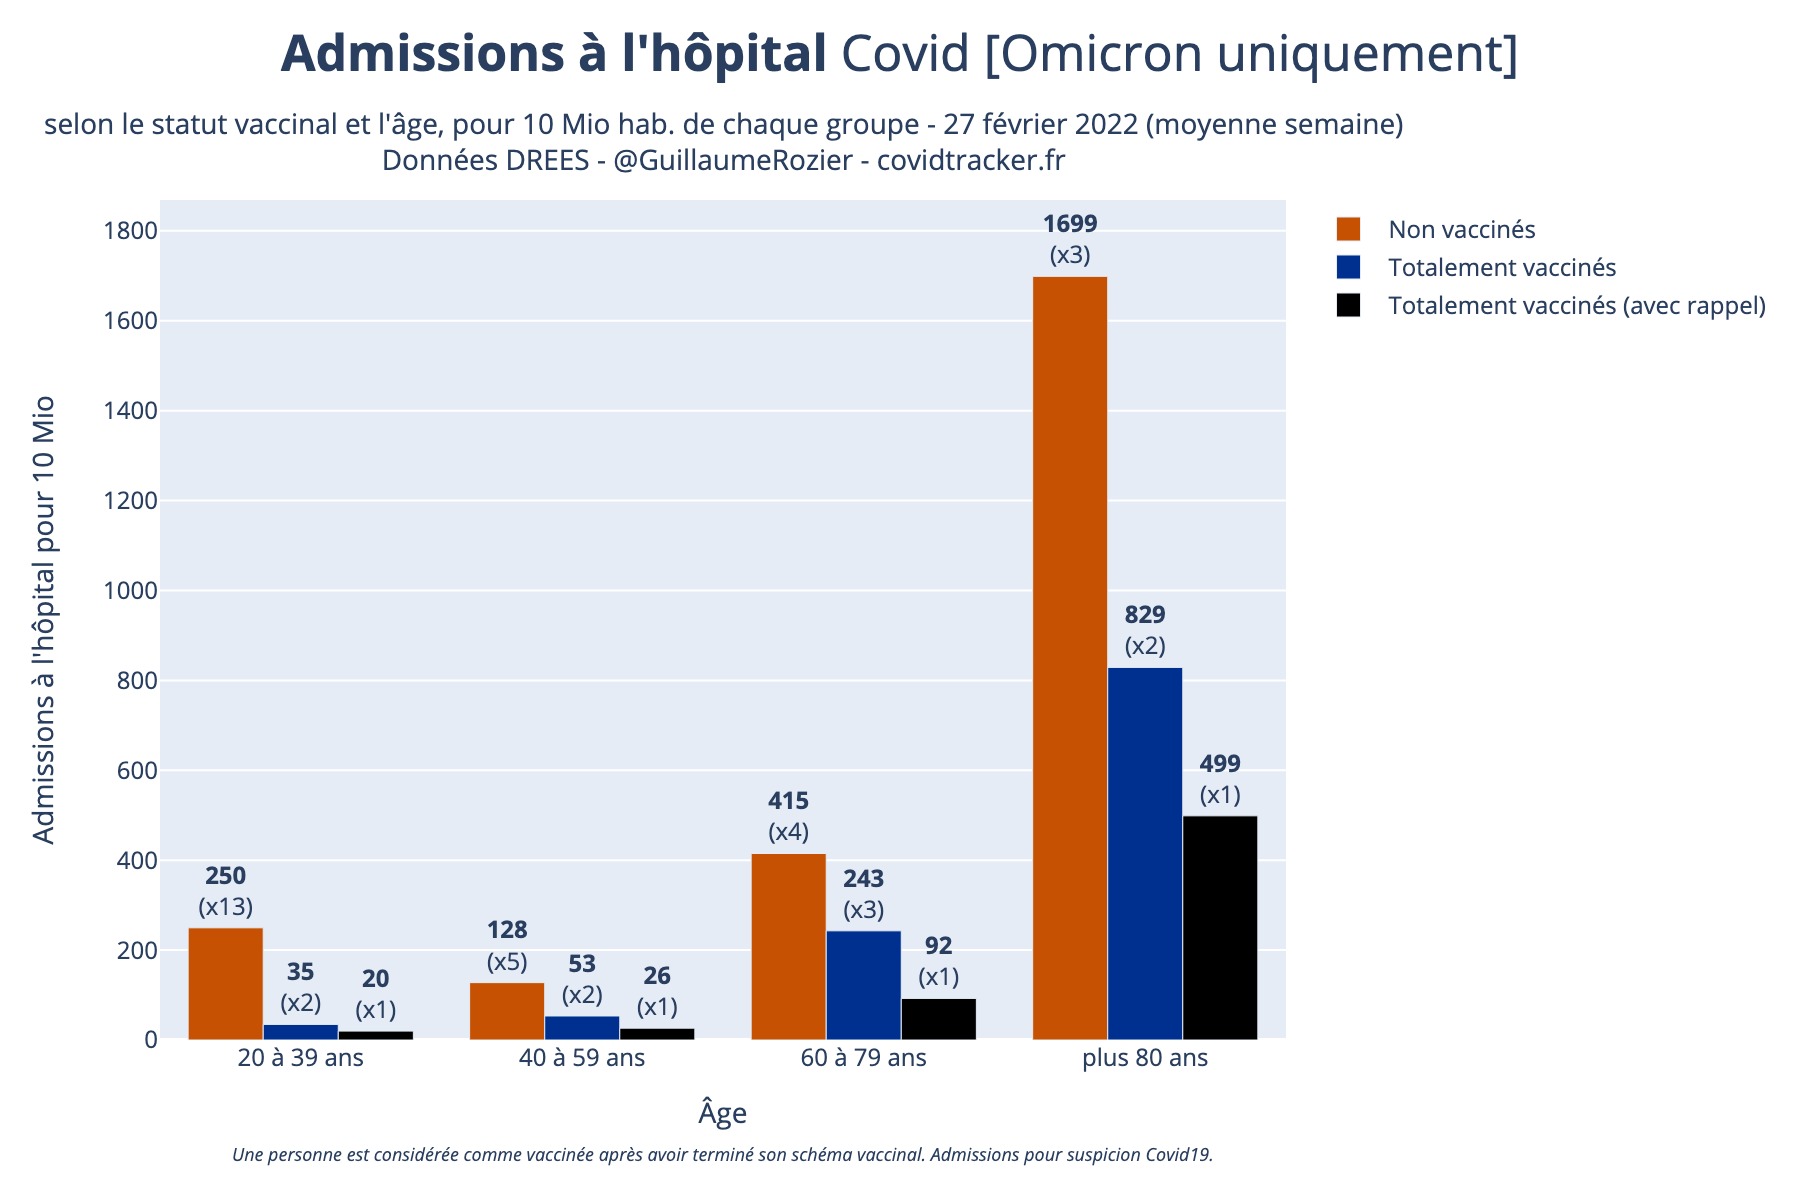 Admissions à l'hôpital Covid [Omicron uniquement]
selon le statut vaccinal et l'âge, pour 10 Mio hab. de chaque groupe - 27 février 2022 (moyenne semaine)
Données DREES - @GuillaumeRozier - covidtracker.fr
Non vaccinés
Totalement vaccinés
Totalement vaccinés (avec rappel)
Admissions à l'hôpital pour 10 Mio
1800
1600
1400
1200
1000
800
600
400
200
0
250
(x13)
35
(x2)
20
(x1)
128
(x5)
53
(x2)
26
(x1)
415
(x4)
243
(x3)
92
(x1)
1699
(x3)
829
(x2)
499
(x1)
20 à 39 ans
40 à 59 ans
60 à 79 ans
plus 80 ans
Âge
Une personne est considérée comme vaccinée après avoir terminé son schéma vaccinal. Admissions pour suspicion Covid19.